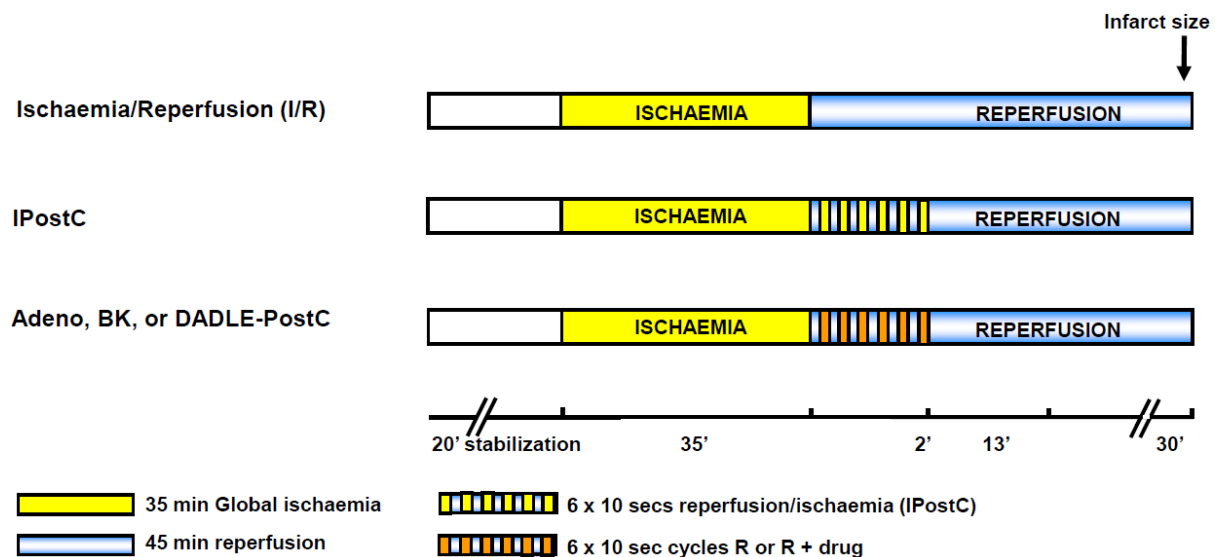 Infarct size
Ischaemia/Reperfusion (I/R)
ISCHAEMIA
REPERFUSION
IPostC
ISCHAEMIA
REPERFUSION
Adeno, BK, or DADLE-PostC
ISCHAEMIA
REPERFUSION
20’ stabilization 35’ 2’ 13’ 30’
35 min Global ischaemia
6 x 10 secs reperfusion/ischaemia (IPostC)
45 min reperfusion
6 x 10 sec cycles R or R + drug